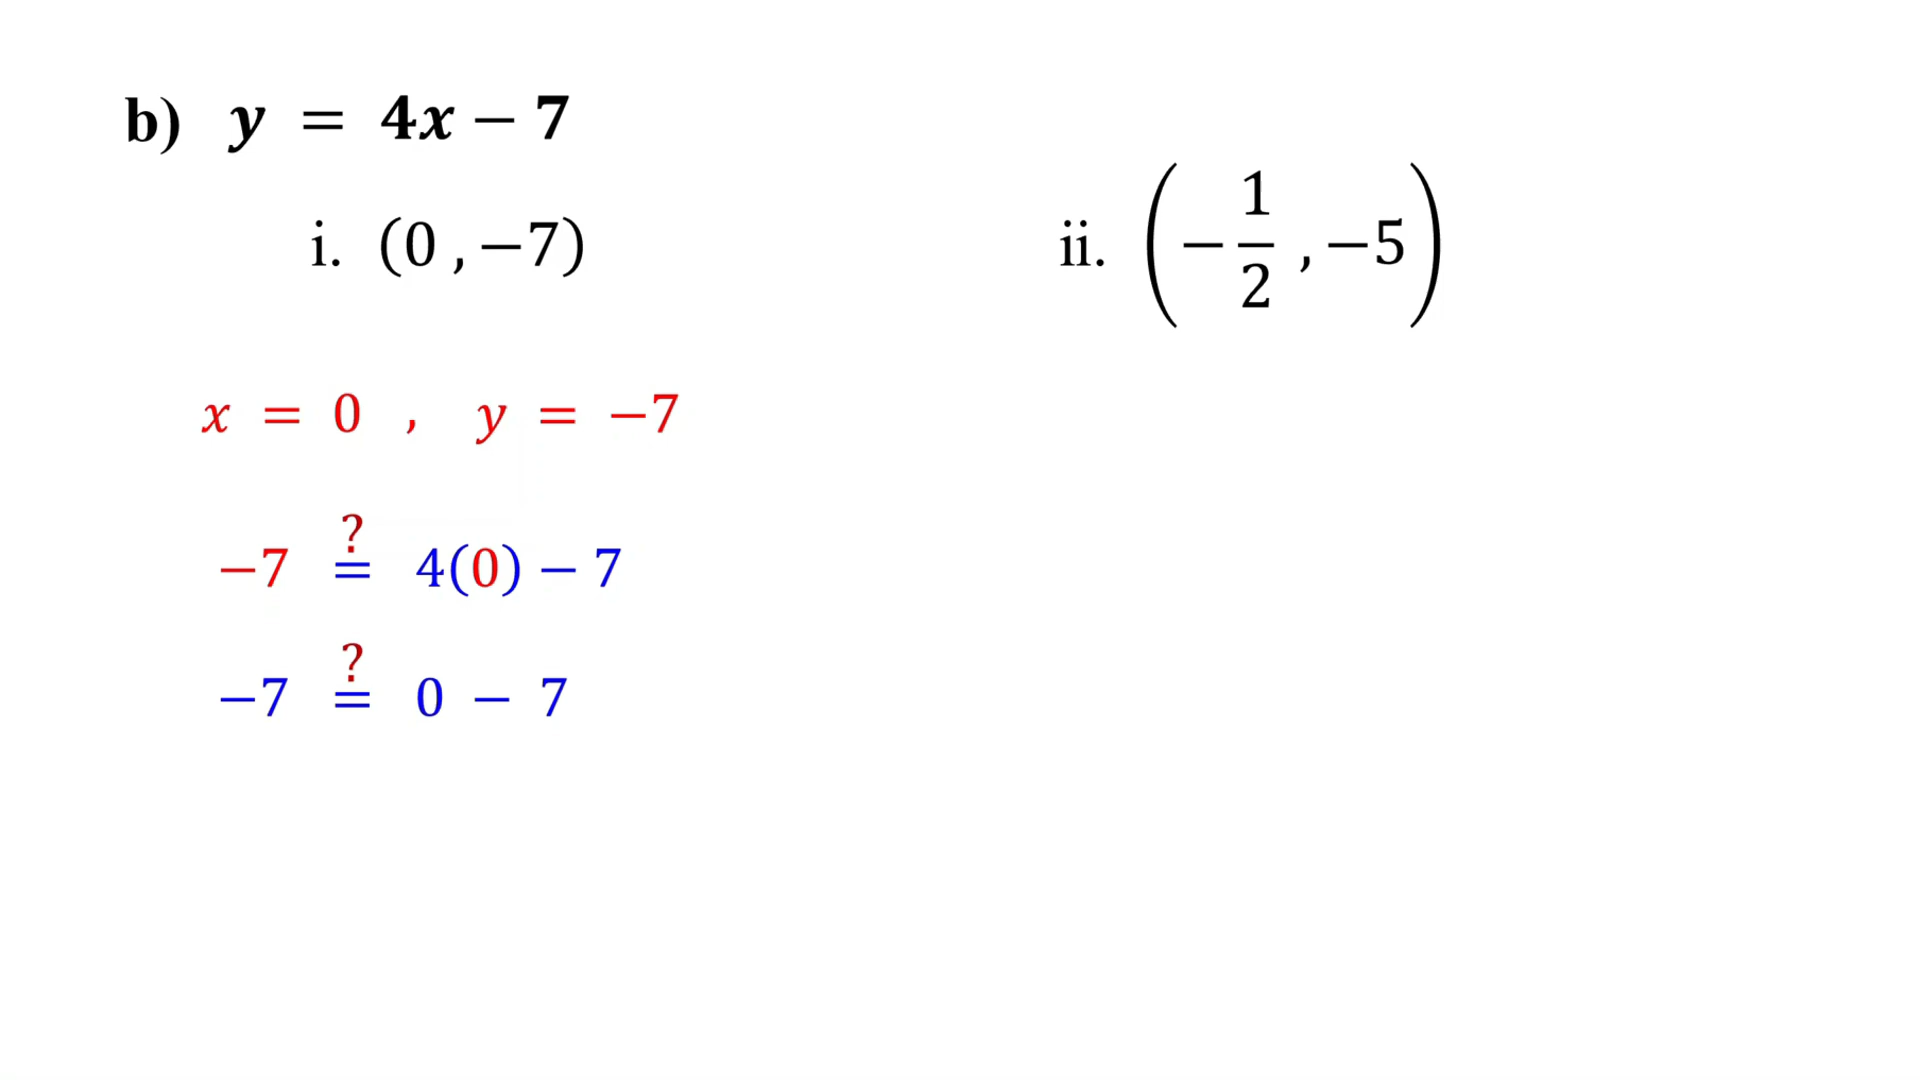 b) y = 4x − 7
i. (0 , −7)
ii. (−1/2 , −5)
x = 0 , y = −7
−7 ≟ 4(0) − 7
−7 ≟ 0 − 7